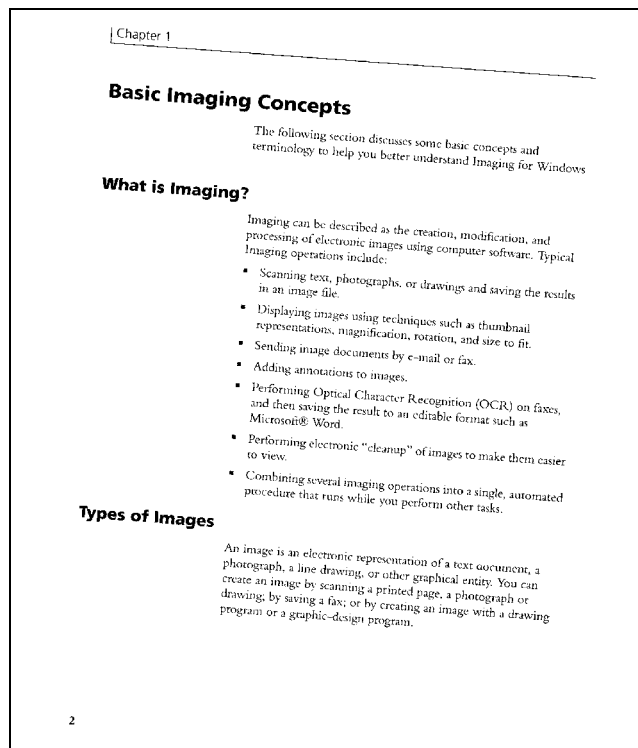 Chapter 1
Basic Imaging Concepts
The following section discusses some basic concepts and
terminology to help you better understand Imaging for Windows
What is Imaging?
Imaging can be described as the creation, modification, and
processing of electronic images using computer software. Typical
Imaging operations include:
▪ Scanning text, photographs, or drawings and saving the results
in an image file.
▪ Displaying images using techniques such as thumbnail
representations, magnification, rotation, and size to fit.
▪ Sending image documents by e-mail or fax.
▪ Adding annotations to images.
▪ Performing Optical Character Recognition (OCR) on faxes,
and then saving the result to an editable format such as
Microsoft® Word.
▪ Performing electronic “cleanup” of images to make them easier
to view.
▪ Combining several imaging operations into a single, automated
procedure that runs while you perform other tasks.
Types of Images
An image is an electronic representation of a text document, a
photograph, a line drawing, or other graphical entity. You can
create an image by scanning a printed page, a photograph or
drawing; by saving a fax; or by creating an image with a drawing
program or a graphic-design program.
2